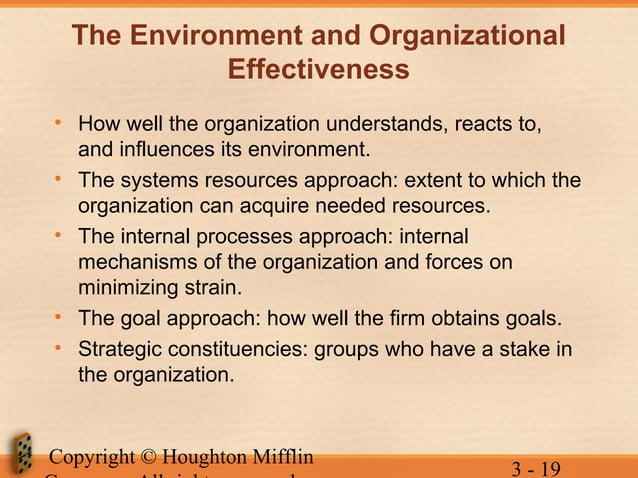 The Environment and Organizational
Effectiveness
• How well the organization understands, reacts to,
and influences its environment.
• The systems resources approach: extent to which the
organization can acquire needed resources.
• The internal processes approach: internal
mechanisms of the organization and forces on
minimizing strain.
• The goal approach: how well the firm obtains goals.
• Strategic constituencies: groups who have a stake in
the organization.
Copyright © Houghton Mifflin
3 - 19